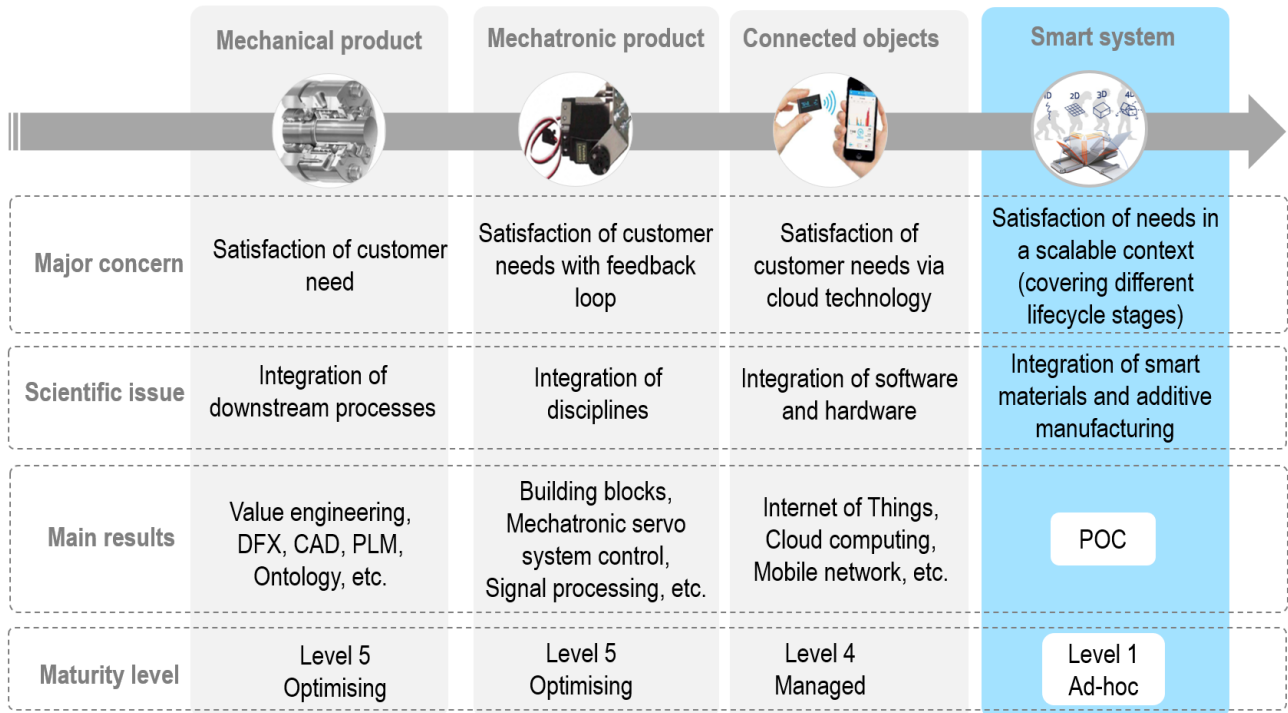 Mechanical product
Mechatronic product
Connected objects
Smart system
2D
3D
Major concern
Satisfaction of customer
need
Satisfaction of customer
needs with feedback
loop
Satisfaction of
customer needs via
cloud technology
Satisfaction of needs in
a scalable context
(covering different
lifecycle stages)
Scientific issue
Integration of
downstream processes
Integration of
disciplines
Integration of software
and hardware
Integration of smart
materials and additive
manufacturing
Main results
Value engineering,
DFX, CAD, PLM,
Ontology, etc.
Building blocks,
Mechatronic servo
system control,
Signal processing, etc.
Internet of Things,
Cloud computing,
Mobile network, etc.
POC
Maturity level
Level 5
Optimising
Level 5
Optimising
Level 4
Managed
Level 1
Ad-hoc